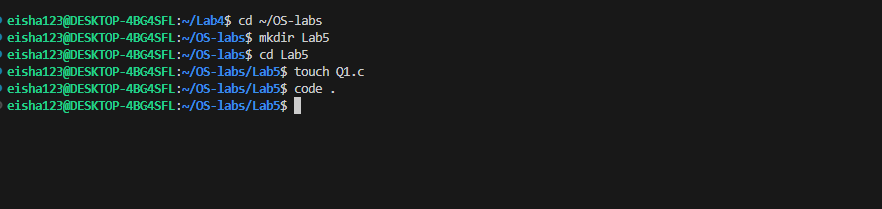 eisha123@DESKTOP-4BG4SFL:~/Lab4$ cd ~/OS-labs
eisha123@DESKTOP-4BG4SFL:~/OS-labs$ mkdir Lab5
eisha123@DESKTOP-4BG4SFL:~/OS-labs$ cd Lab5
eisha123@DESKTOP-4BG4SFL:~/OS-labs/Lab5$ touch Q1.c
eisha123@DESKTOP-4BG4SFL:~/OS-labs/Lab5$ code .
eisha123@DESKTOP-4BG4SFL:~/OS-labs/Lab5$